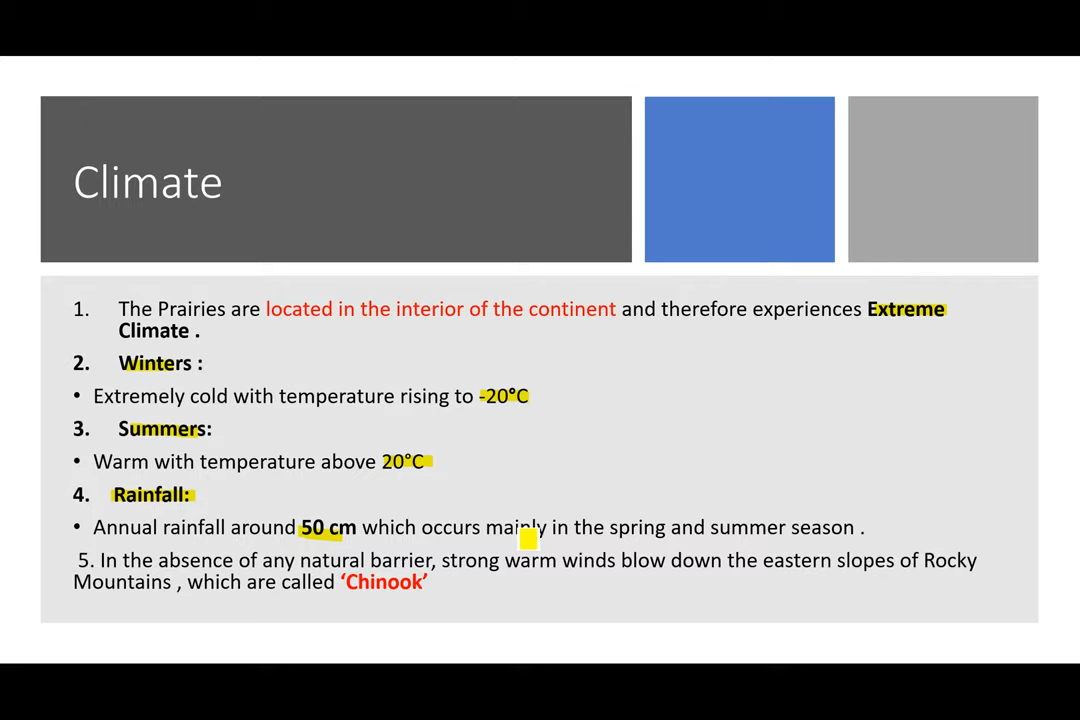 Climate
1. The Prairies are located in the interior of the continent and therefore experiences Extreme
Climate .
2. Winters :
• Extremely cold with temperature rising to -20°C
3. Summers:
• Warm with temperature above 20°C
4. Rainfall:
• Annual rainfall around 50 cm which occurs mainly in the spring and summer season .
5. In the absence of any natural barrier, strong warm winds blow down the eastern slopes of Rocky
Mountains , which are called ‘Chinook’